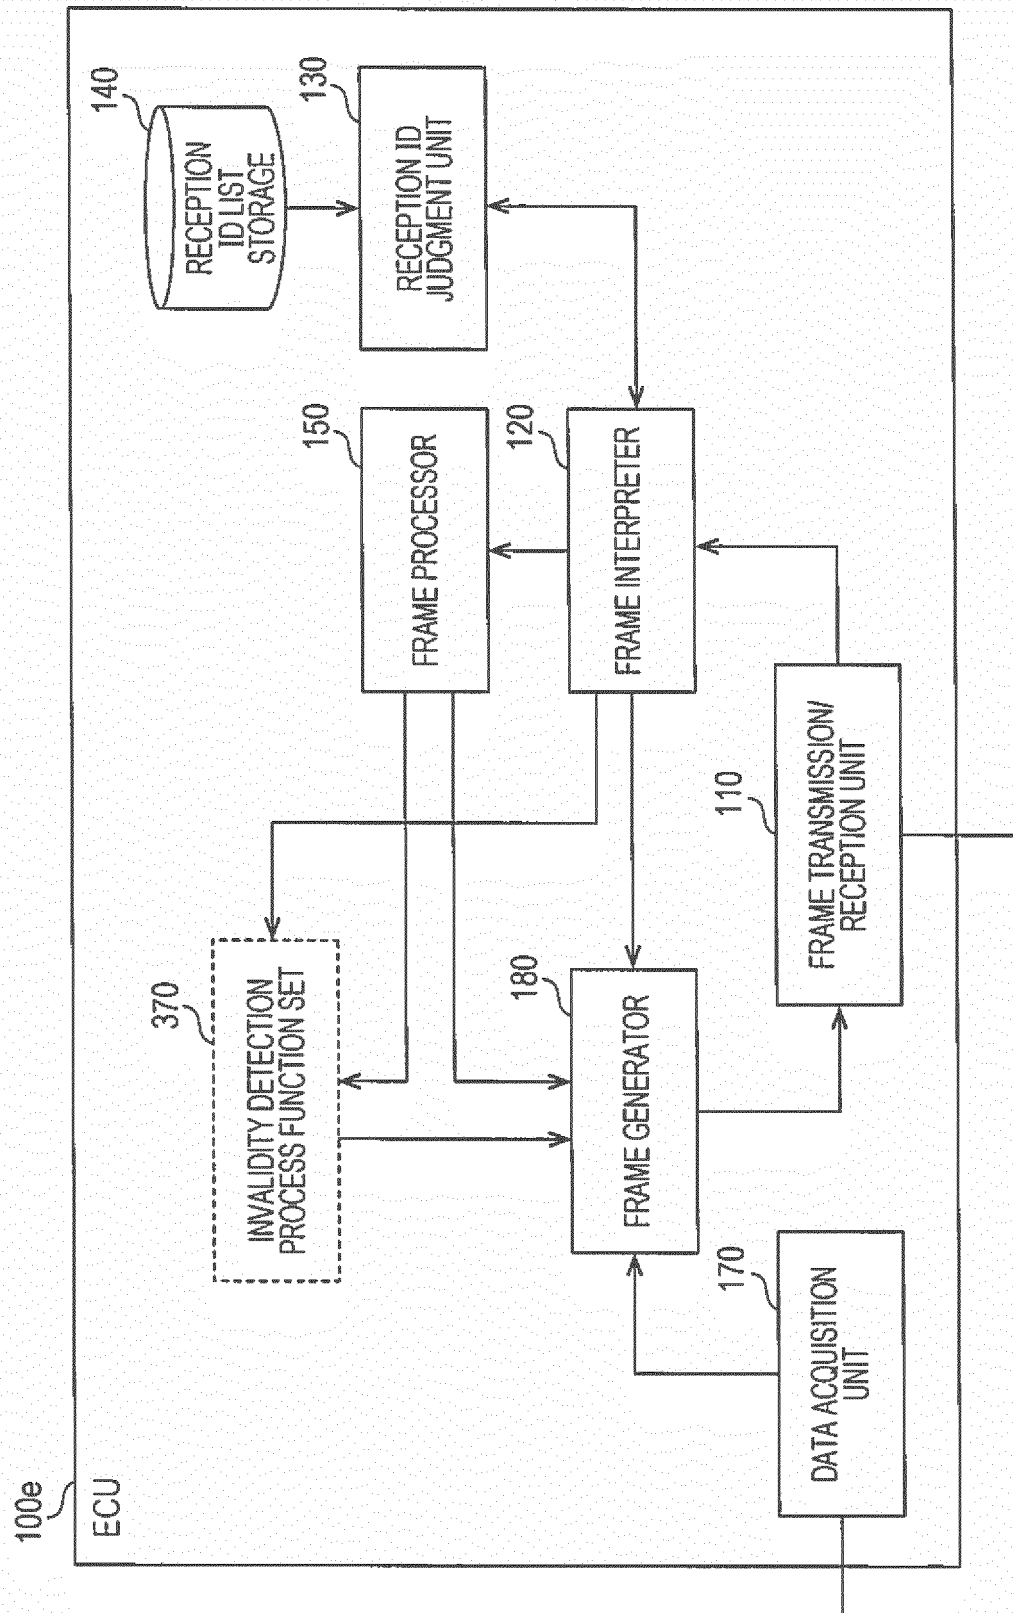 100e
ECU
370
INVALIDITY DETECTION
PROCESS FUNCTION SET
150
FRAME PROCESSOR
140
RECEPTION
ID LIST
STORAGE
130
RECEPTION ID
JUDGMENT UNIT
180
FRAME GENERATOR
120
FRAME INTERPRETER
170
DATA ACQUISITION
UNIT
110
FRAME TRANSMISSION/
RECEPTION UNIT